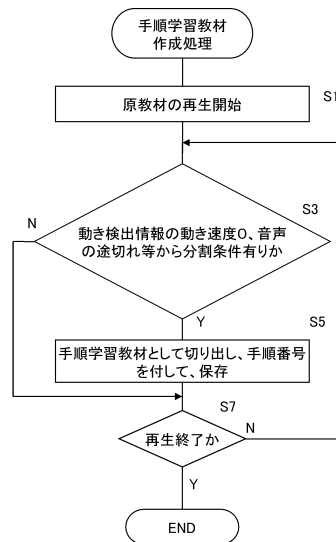 手順学習教材
作成処理
S1
原教材の再生開始
S3
N
動き検出情報の動き速度0、音声
の途切れ等から分割条件有りか
Y
S5
手順学習教材として切り出し、手順番号
を付して、保存
S7
再生終了か
N
Y
END